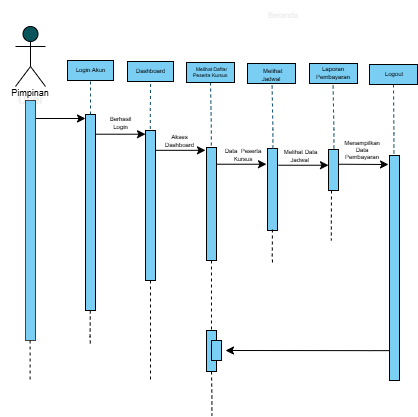 Beranda
Login Akun
Dashboard
Melihat Daftar
Peserta Kursus
Melihat
Jadwal
Laporan
Pembayaran
Logout
Pimpinan
Berhasil
Login
Akses
Dashboard
Data Peserta
Kursus
Melihat Data
Jadwal
Menampilkan
Data
Pembayaran